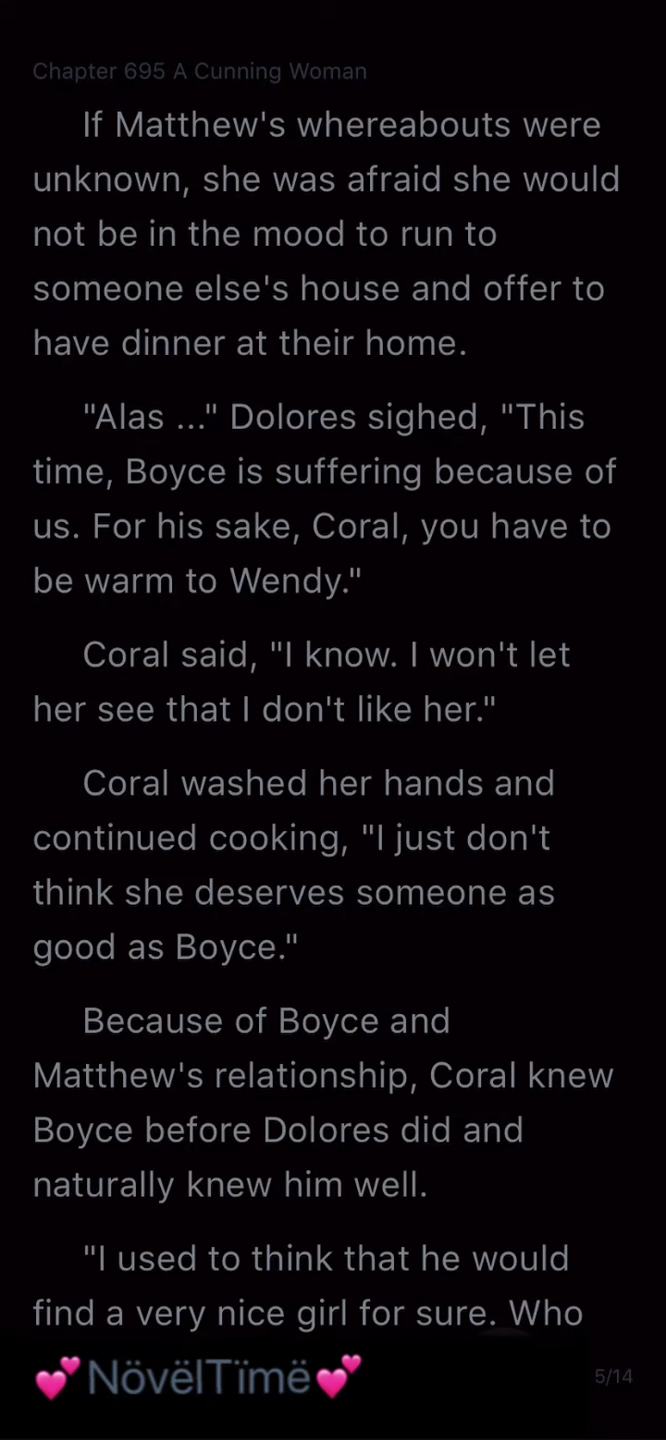 Chapter 695 A Cunning Woman
If Matthew's whereabouts were
unknown, she was afraid she would
not be in the mood to run to
someone else's house and offer to
have dinner at their home.
"Alas ..." Dolores sighed, "This
time, Boyce is suffering because of
us. For his sake, Coral, you have to
be warm to Wendy."
Coral said, "I know. I won't let
her see that I don't like her."
Coral washed her hands and
continued cooking, "I just don't
think she deserves someone as
good as Boyce."
Because of Boyce and
Matthew's relationship, Coral knew
Boyce before Dolores did and
naturally knew him well.
"I used to think that he would
find a very nice girl for sure. Who
💕NövëlTïmë💕
5/14